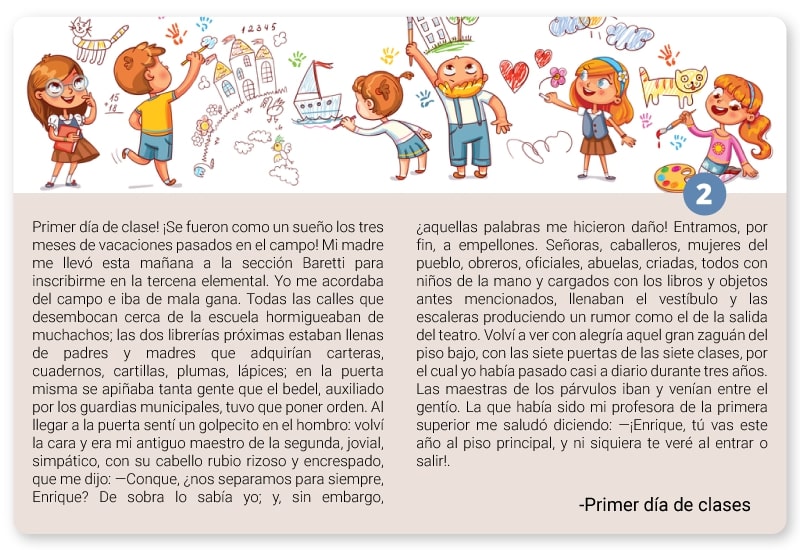 1 2 3 4 5
15
+18
2
Primer día de clase! ¡Se fueron como un sueño los tres
meses de vacaciones pasados en el campo! Mi madre
me llevó esta mañana a la sección Baretti para
inscribirme en la tercena elemental. Yo me acordaba
del campo e iba de mala gana. Todas las calles que
desembocan cerca de la escuela hormigueaban de
muchachos; las dos librerías próximas estaban llenas
de padres y madres que adquirían carteras,
cuadernos, cartillas, plumas, lápices; en la puerta
misma se apiñaba tanta gente que el bedel, auxiliado
por los guardias municipales, tuvo que poner orden. Al
llegar a la puerta sentí un golpecito en el hombro: volví
la cara y era mi antiguo maestro de la segunda, jovial,
simpático, con su cabello rubio rizoso y encrespado,
que me dijo: —Conque, ¿nos separamos para siempre,
Enrique? De sobra lo sabía yo; y, sin embargo,
¿aquellas palabras me hicieron daño! Entramos, por
fin, a empellones. Señoras, caballeros, mujeres del
pueblo, obreros, oficiales, abuelas, criadas, todos con
niños de la mano y cargados con los libros y objetos
antes mencionados, llenaban el vestíbulo y las
escaleras produciendo un rumor como el de la salida
del teatro. Volví a ver con alegría aquel gran zaguán del
piso bajo, con las siete puertas de las siete clases, por
el cual yo había pasado casi a diario durante tres años.
Las maestras de los párvulos iban y venían entre el
gentío. La que había sido mi profesora de la primera
superior me saludó diciendo: —¡Enrique, tú vas este
año al piso principal, y ni siquiera te veré al entrar o
salir!.
-Primer día de clases